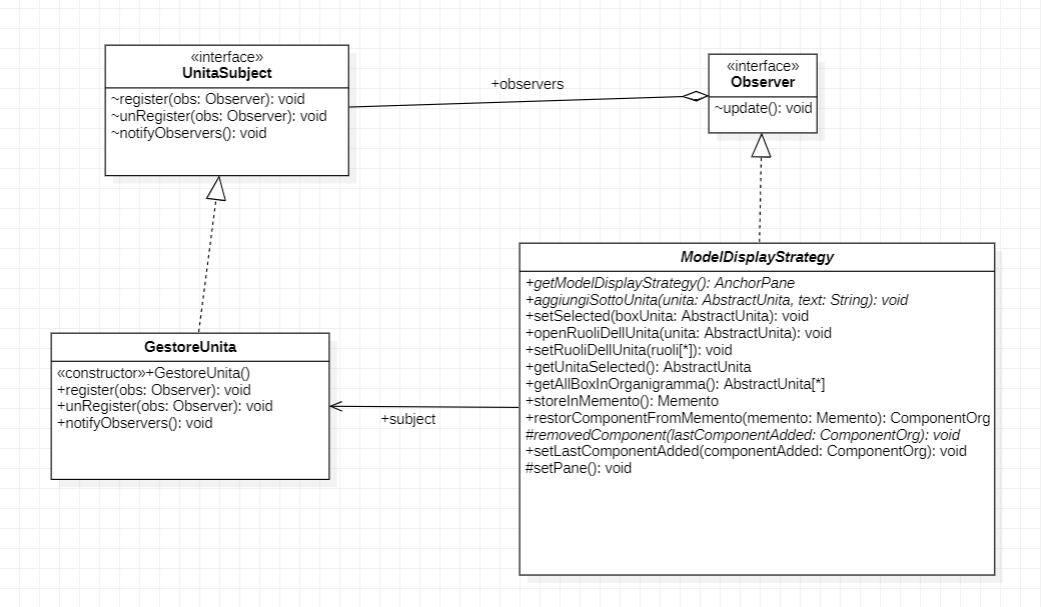 «interface»
UnitaSubject
~register(obs: Observer): void
~unRegister(obs: Observer): void
~notifyObservers(): void
+observers
«interface»
Observer
~update(): void
ModelDisplayStrategy
+getModelDisplayStrategy(): AnchorPane
+aggiungiSottoUnita(unita: AbstractUnita, text: String): void
+setSelected(boxUnita: AbstractUnita): void
+openRuoliDellUnita(unita: AbstractUnita): void
+setRuoliDellUnita(ruoli[*]): void
+getUnitaSelected(): AbstractUnita
+getAllBoxInOrganigramma(): AbstractUnita[*]
+storeInMemento(): Memento
+restorComponentFromMemento(memento: Memento): ComponentOrg
#removedComponent(lastComponentAdded: ComponentOrg): void
+setLastComponentAdded(componentAdded: ComponentOrg): void
#setPane(): void
GestoreUnita
«constructor»+GestoreUnita()
+register(obs: Observer): void
+unRegister(obs: Observer): void
+notifyObservers(): void
+subject